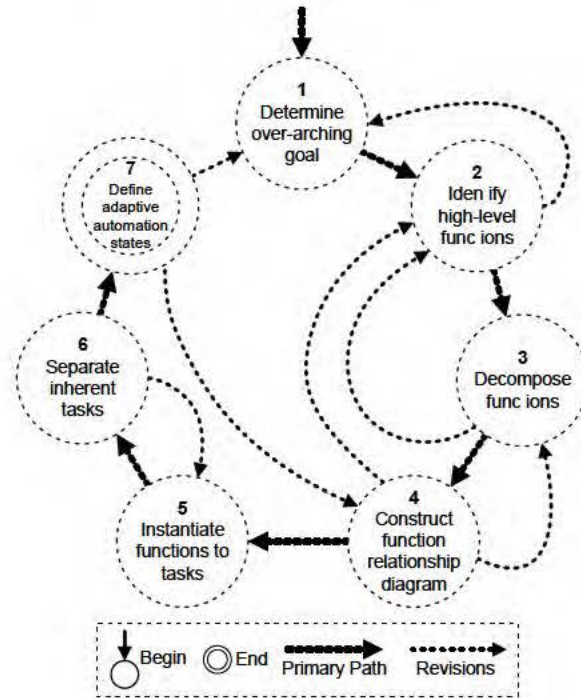 1
Determine
over-arching
goal
2
Iden ify
high-level
func ions
3
Decompose
func ions
4
Construct
function
relationship
diagram
5
Instantiate
functions to
tasks
6
Separate
inherent
tasks
7
Define
adaptive
automation
states
Begin
End
Primary Path
Revisions